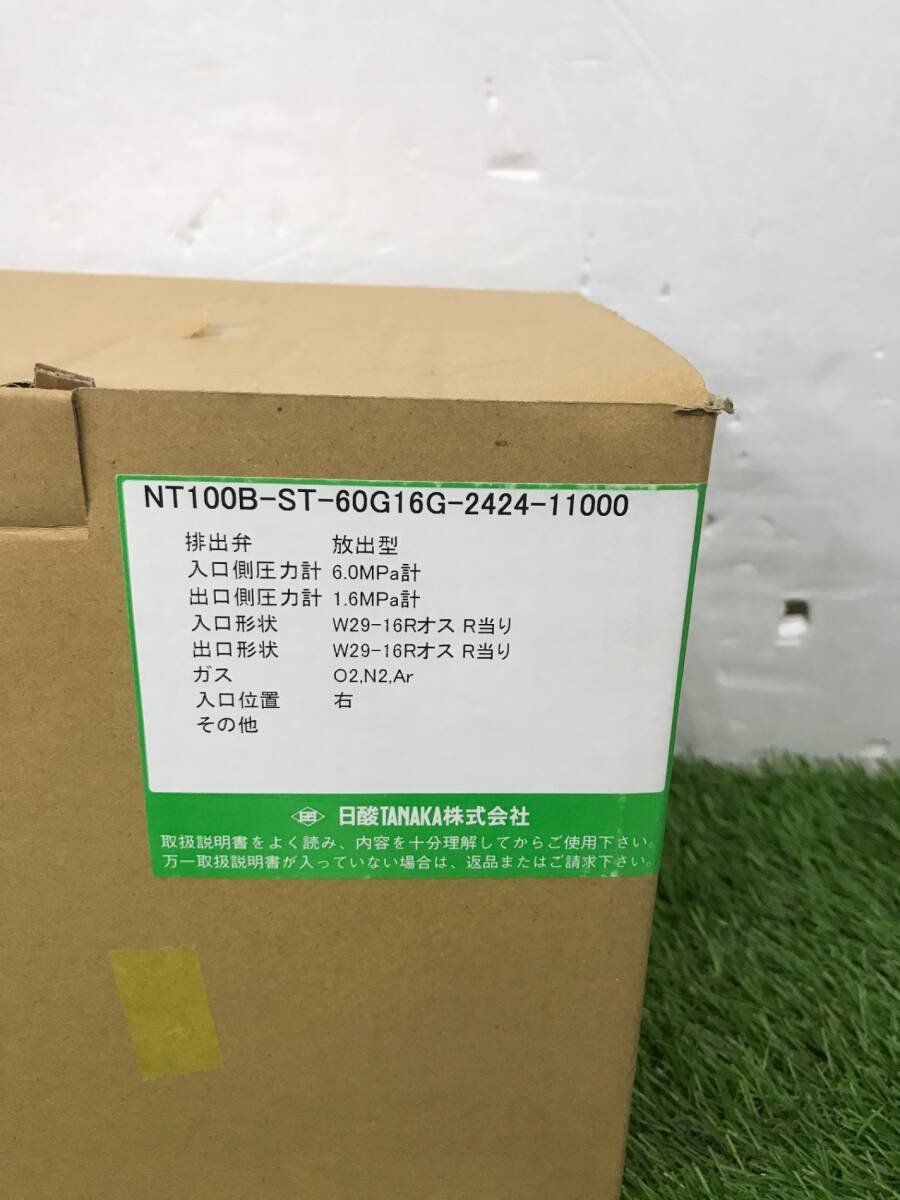 NT100B-ST-60G16G-2424-11000
排出弁 放出型
入口側圧力計 6.0MPa計
出口側圧力計 1.6MPa計
入口形状 W29-16Rオス R当り
出口形状 W29-16Rオス R当り
ガス O2,N2,Ar
入口位置 右
その他
日酸TANAKA株式会社
取扱説明書をよく読み、内容を十分理解してからご使用下さい。
万一取扱説明書が入っていない場合は、返品またはご請求下さい。